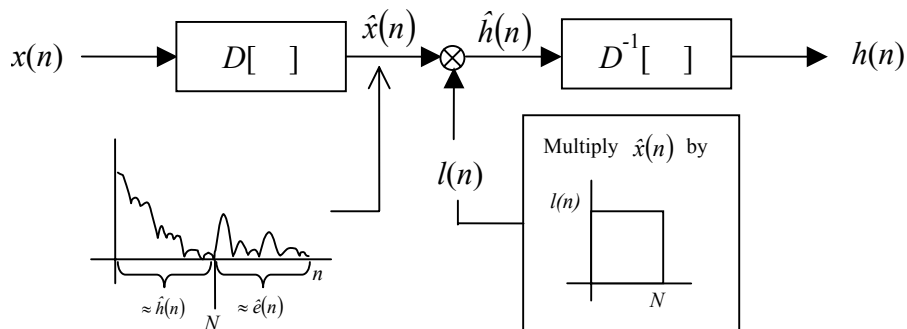 x(n) D[ ] x̂(n) ĥ(n) D⁻¹[ ] h(n)
Multiply x̂(n) by
l(n)
l(n)
n
≈ ĥ(n) ≈ ê(n)
N
N